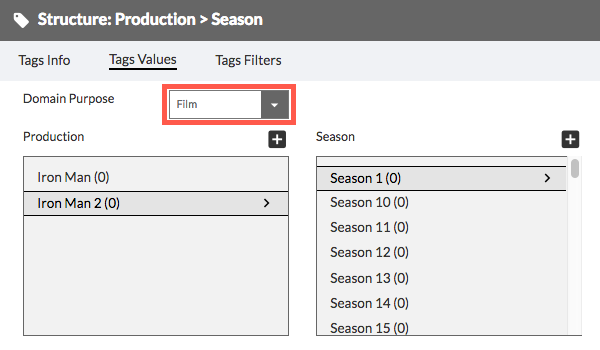 Structure: Production > Season
Tags Info Tags Values Tags Filters
Domain Purpose Film
Production Season
Iron Man (0)
Iron Man 2 (0)
Season 1 (0)
Season 10 (0)
Season 11 (0)
Season 12 (0)
Season 13 (0)
Season 14 (0)
Season 15 (0)